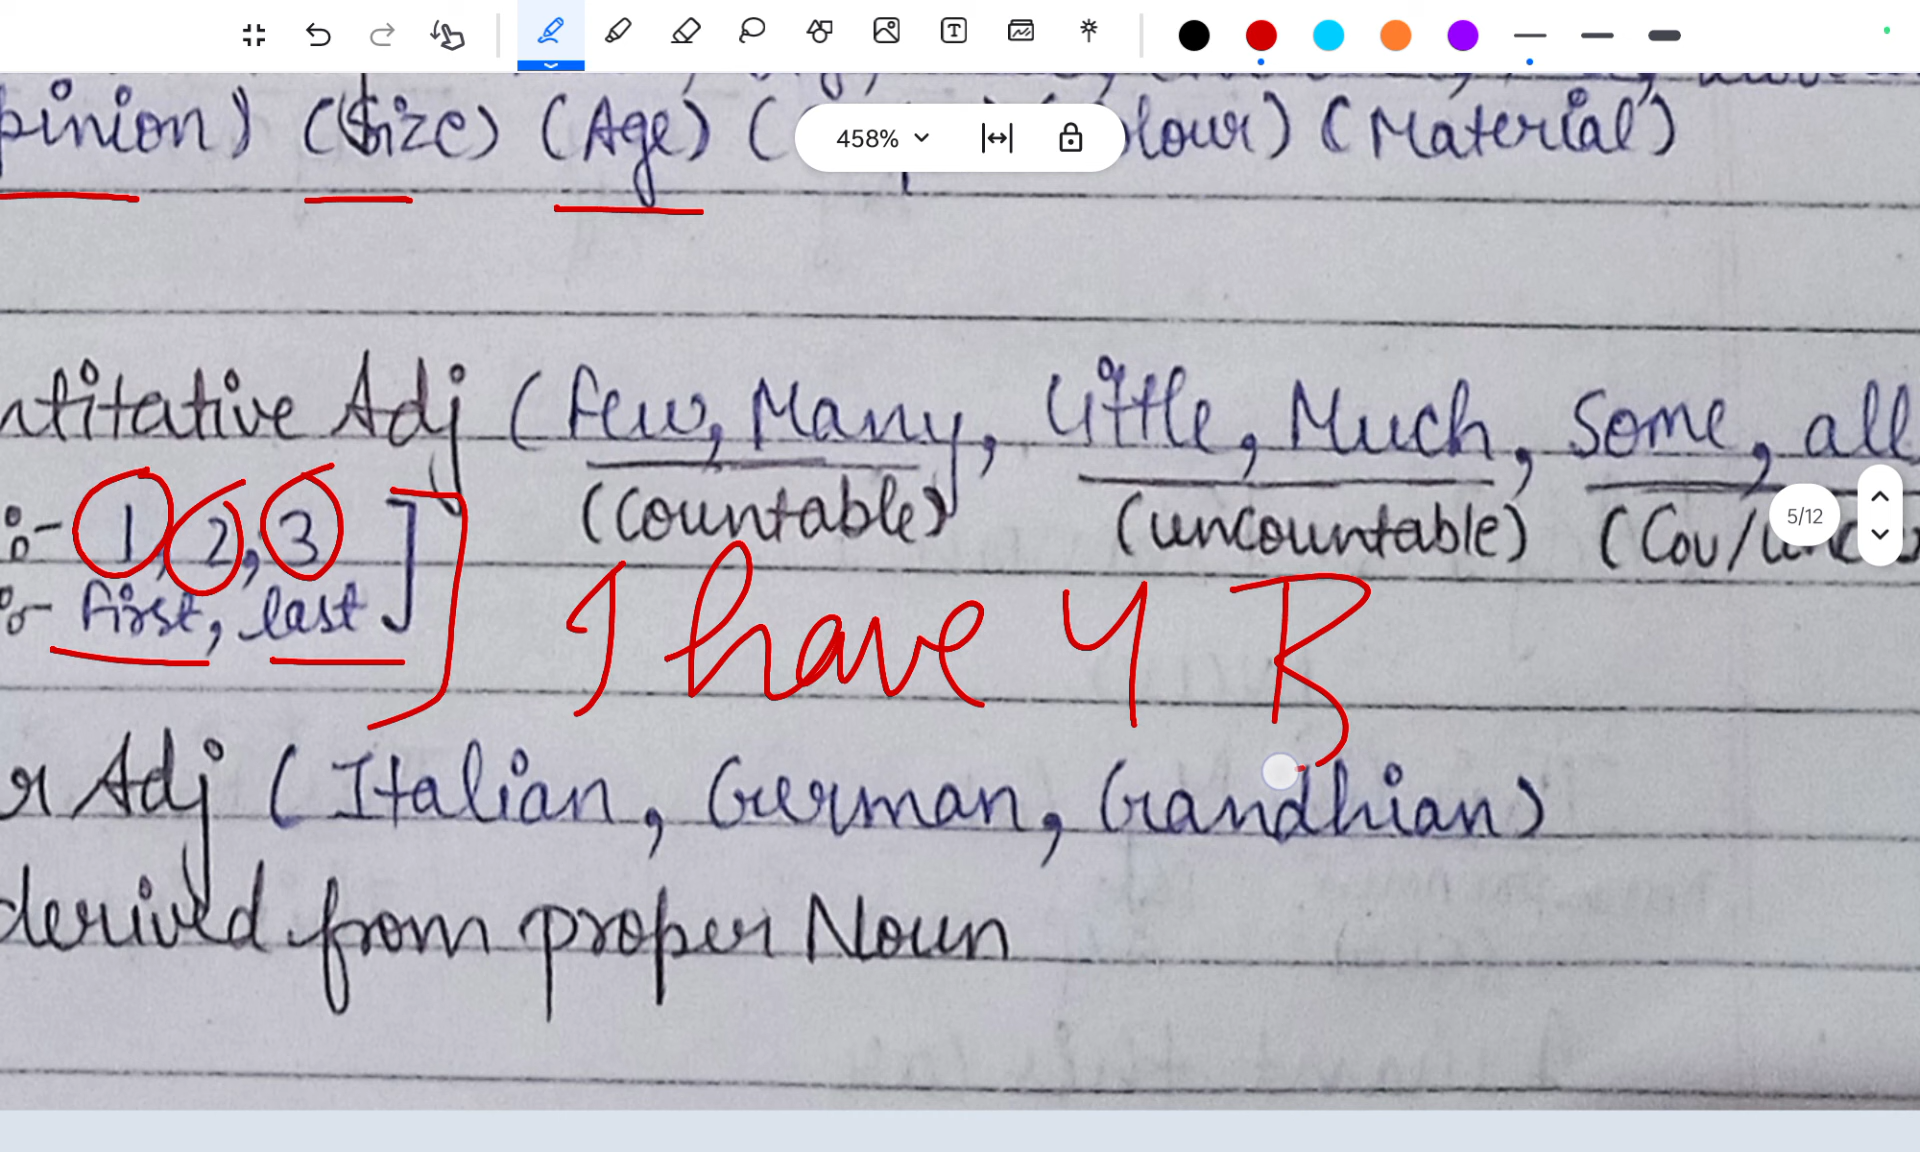 458%
(Size) (Age) ( lour) (Material)
ntitative Adj (Few, Many, Little, Much, Some, all
5/12
:- 1, 2, 3 ] (Countable) (uncountable) (Cou/
:- first, last I have 4 B
r Adj (Italian, German, Gandhian)
derived from proper Noun